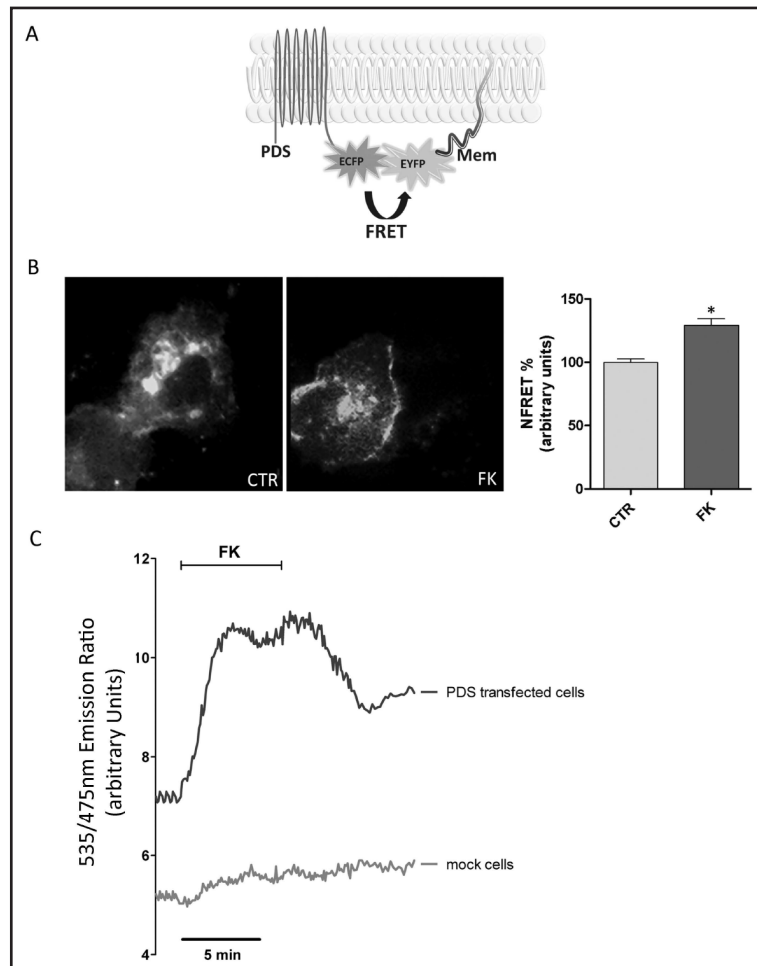 A
PDS
ECFP
EYFP
Mem
FRET
B
CTR
FK
NFRET %
(arbitrary units)
150
*
100
50
0
CTR
FK
C
535/475nm Emission Ratio
(arbitrary Units)
12
FK
10
PDS transfected cells
8
6
mock cells
4
5 min